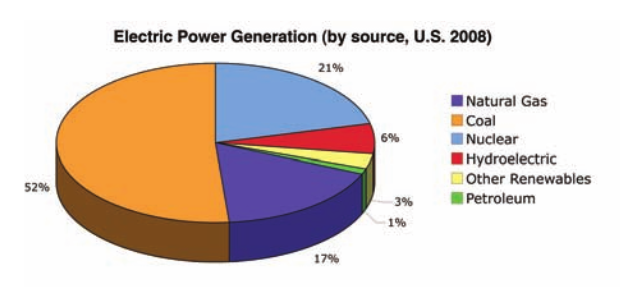 Electric Power Generation (by source, U.S. 2008)
21%
6%
3%
1%
17%
52%
Natural Gas
Coal
Nuclear
Hydroelectric
Other Renewables
Petroleum